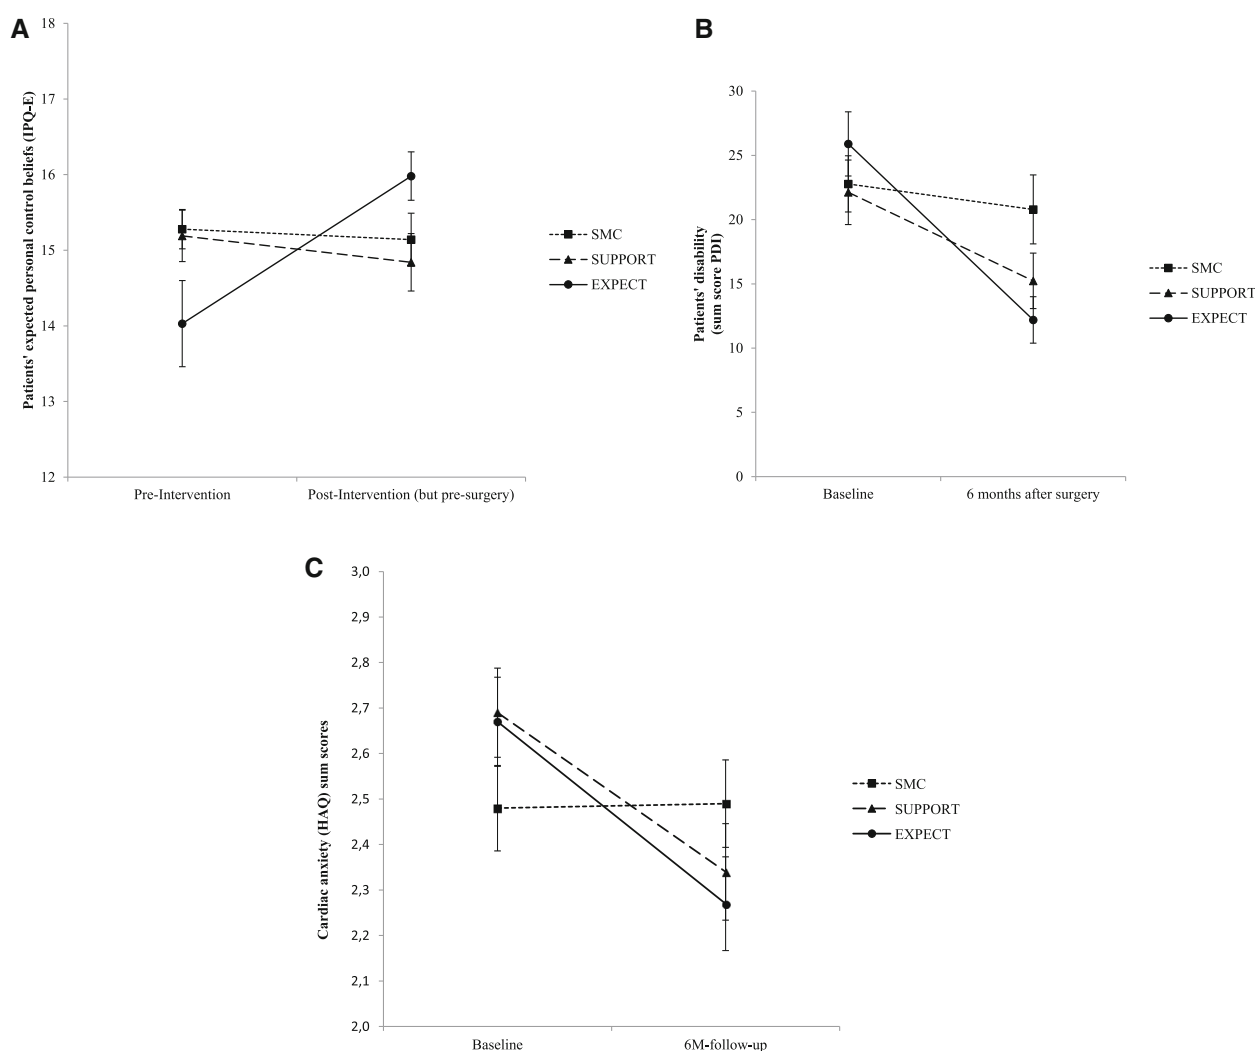 A
Patients' expected personal control beliefs (IPQ-E)
18
17
16
15
14
13
12
Pre-Intervention
Post-Intervention (but pre-surgery)
SMC
SUPPORT
EXPECT
B
Patients' disability
(sum score PDI)
30
25
20
15
10
5
0
Baseline
6 months after surgery
SMC
SUPPORT
EXPECT
C
Cardiac anxiety (HAQ) sum scores
3,0
2,9
2,8
2,7
2,6
2,5
2,4
2,3
2,2
2,1
2,0
Baseline
6M-follow-up
SMC
SUPPORT
EXPECT